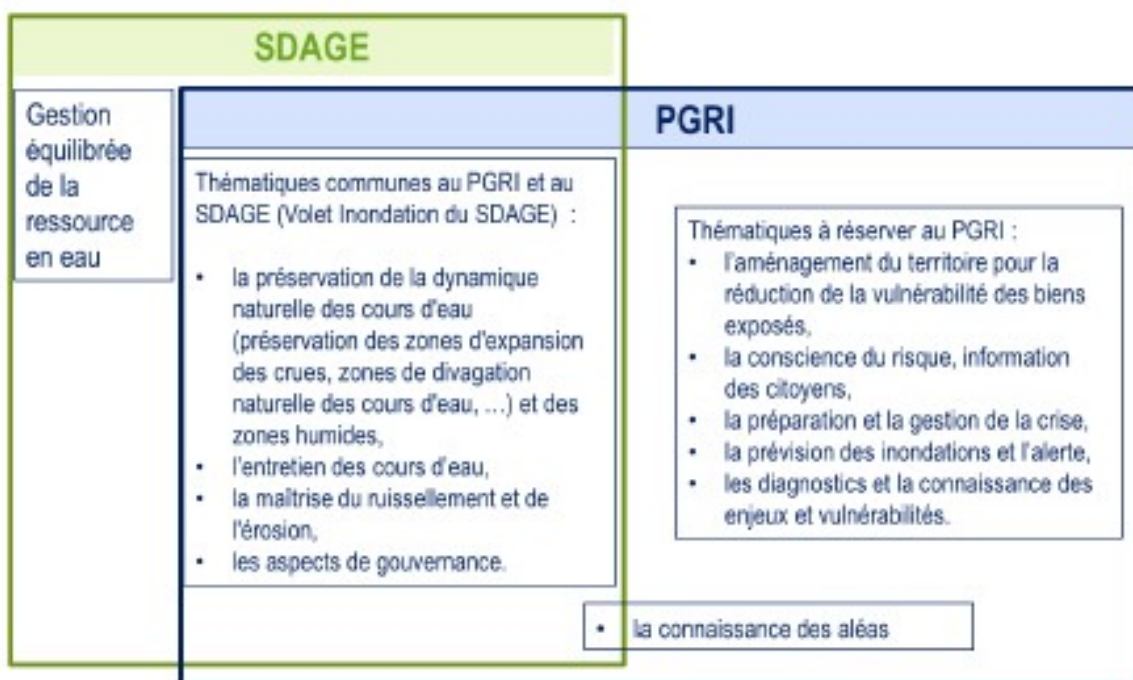 SDAGE
Gestion
équilibrée
de la
ressource
en eau
PGRI
Thématiques communes au PGRI et au
SDAGE (Volet Inondation du SDAGE) :
• la préservation de la dynamique
naturelle des cours d'eau
(préservation des zones d'expansion
des crues, zones de divagation
naturelle des cours d'eau, ...) et des
zones humides,
• l'entretien des cours d'eau,
• la maîtrise du ruissellement et de
l'érosion,
• les aspects de gouvernance.
Thématiques à réserver au PGRI :
• l'aménagement du territoire pour la
réduction de la vulnérabilité des biens
exposés,
• la conscience du risque, information
des citoyens,
• la préparation et la gestion de la crise,
• la prévision des inondations et l'alerte,
• les diagnostics et la connaissance des
enjeux et vulnérabilités.
• la connaissance des aléas